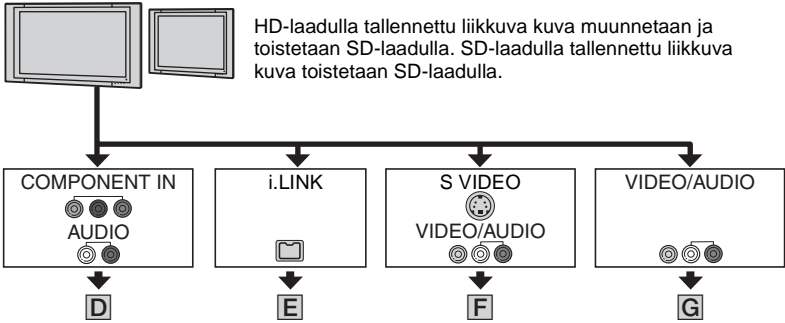 HD-laadulla tallennettu liikkuva kuva muunnetaan ja
toistetaan SD-laadulla. SD-laadulla tallennettu liikkuva
kuva toistetaan SD-laadulla.
COMPONENT IN
AUDIO
i.LINK
S VIDEO
VIDEO/AUDIO
VIDEO/AUDIO
D
E
F
G